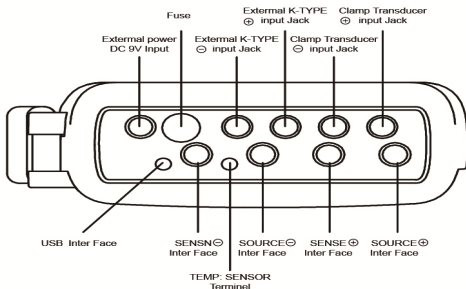 Fuse
External K-TYPE
⊕ input Jack
Clamp Transducer
⊕ input Jack
External power
DC 9V Input
External K-TYPE
⊖ input Jack
Clamp Transducer
⊖ input Jack
USB Inter Face
SENSN⊖
Inter Face
SOURCE⊖
Inter Face
SENSE⊕
Inter Face
SOURCE⊕
Inter Face
TEMP: SENSOR
Terminel